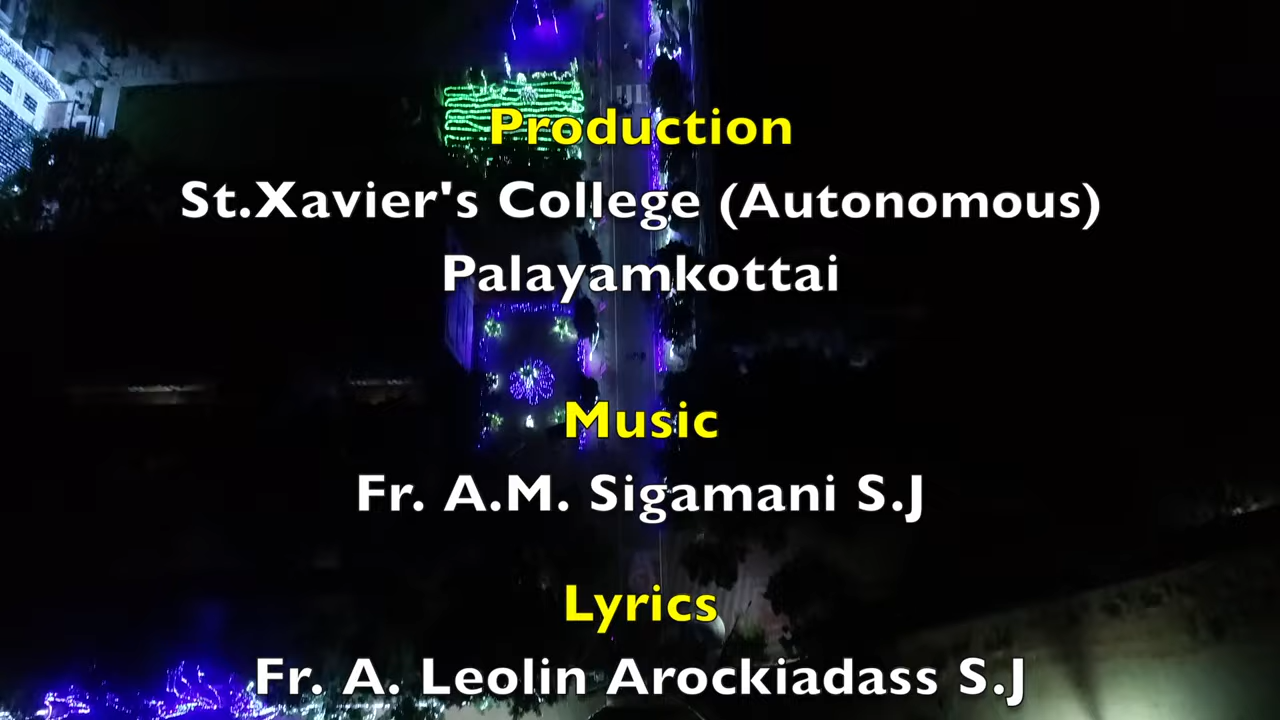 Production
St.Xavier's College (Autonomous)
Palayamkottai
Music
Fr. A.M. Sigamani S.J
Lyrics
Fr. A. Leolin Arockiadass S.J